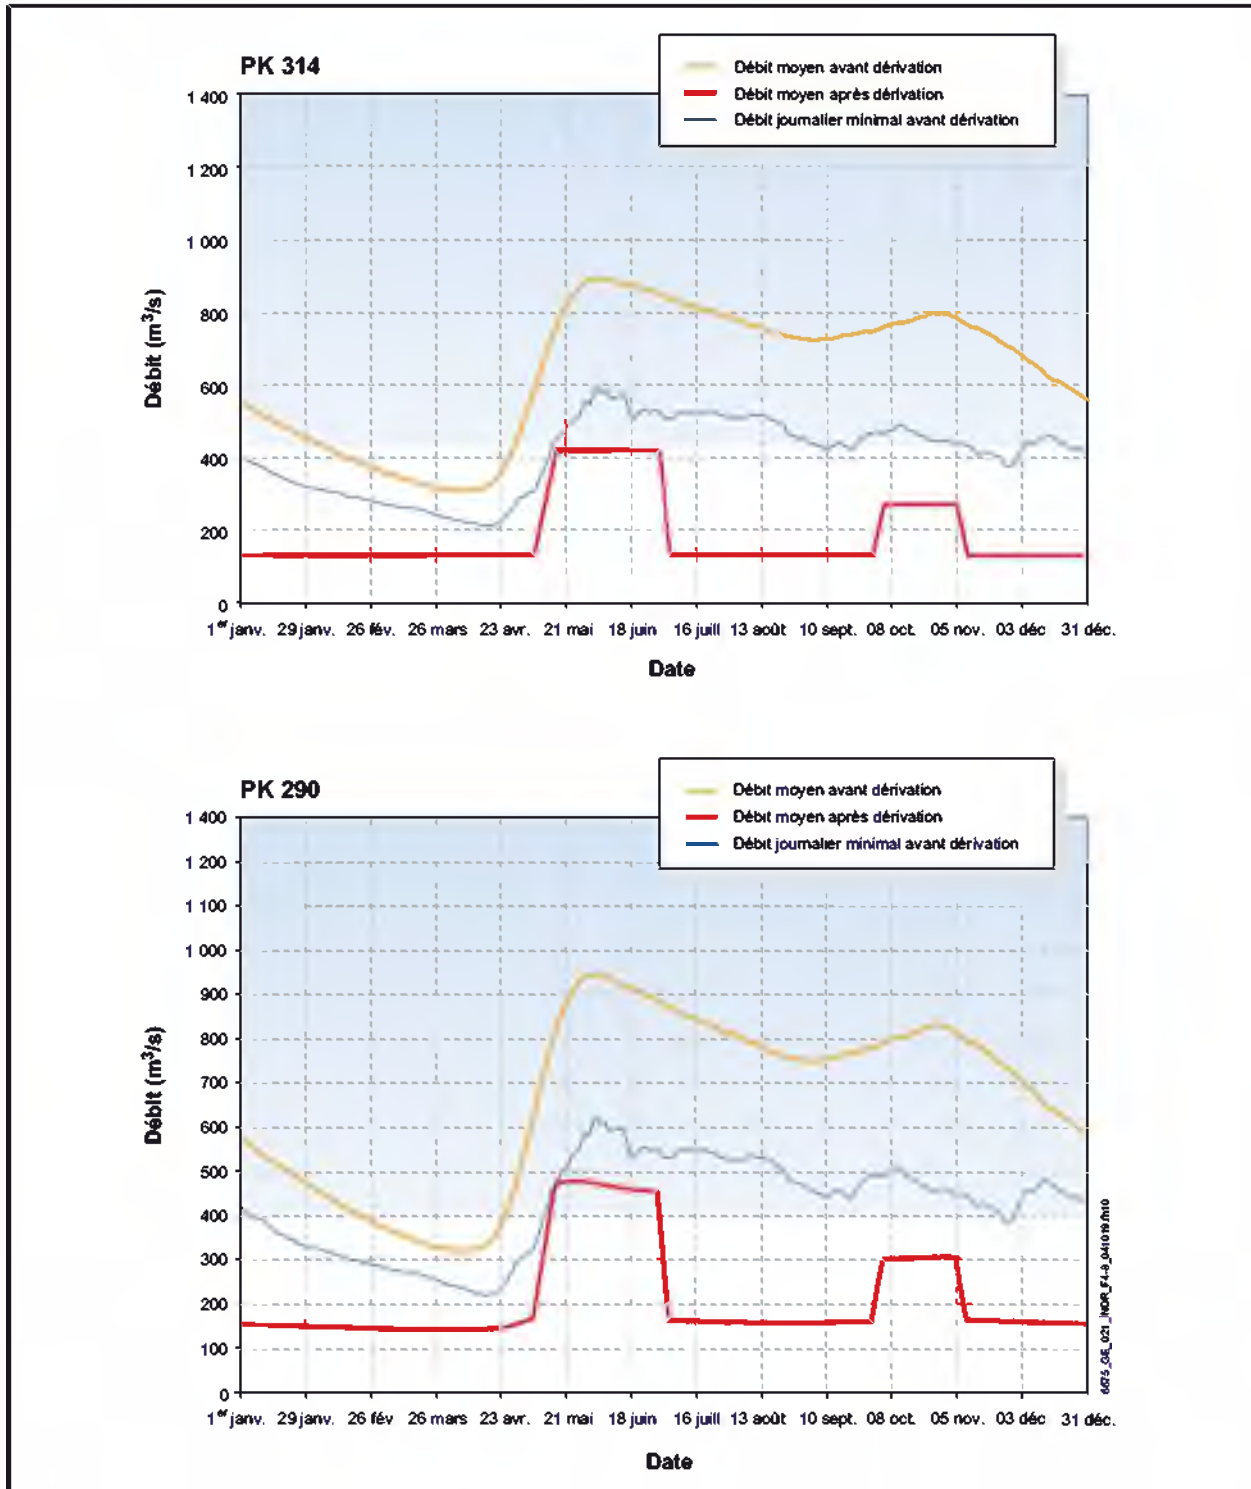 PK 314
Débit moyen avant dérivation
Débit moyen après dérivation
Débit journalier minimal avant dérivation
1 400
1 200
1 000
800
600
400
200
0
Débit (m³/s)
1er janv. 29 janv. 26 fév. 26 mars 23 avr. 21 mai 18 juin 16 juill 13 août 10 sept. 08 oct. 05 nov. 03 déc 31 déc.
Date
PK 290
Débit moyen avant dérivation
Débit moyen après dérivation
Débit journalier minimal avant dérivation
1 400
1 200
1 100
1 000
900
800
700
600
500
400
300
200
100
0
Débit (m³/s)
1er janv. 29 janv. 26 fév 26 mars 23 avr. 21 mai 18 juin 16 juill 13 août 10 sept. 08 oct. 05 nov. 03 déc 31 déc.
Date